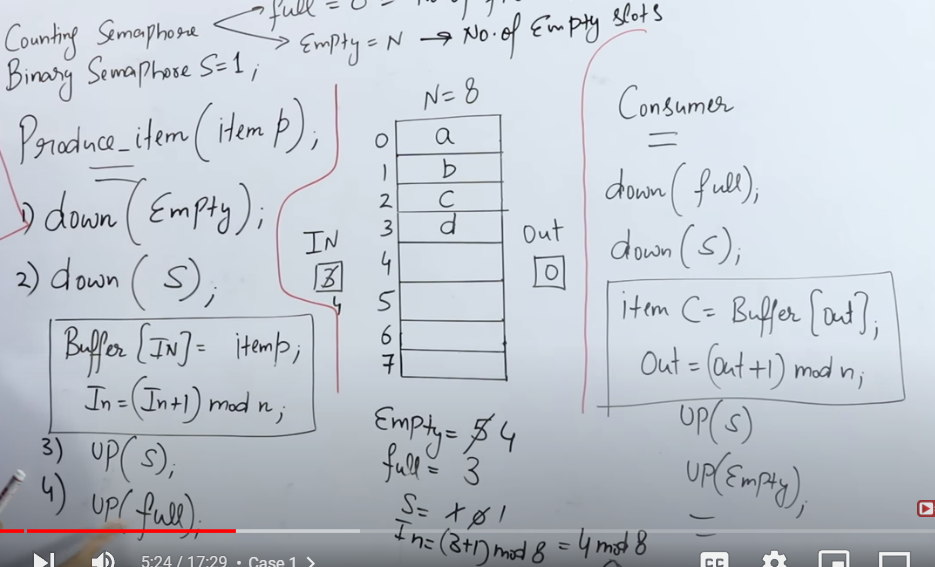 Counting Semaphore
full = 0
Empty = N → No. of Empty slots
Binary Semaphore S=1;
Produce_item(item p);
1) down(Empty);
2) down(S);
Buffer[IN] = itemp;
In = (In+1) mod n;
3) UP(S);
4) UP(full);
N = 8
0 a
1 b
2 c
3 d
4
5
6
7
IN
3
4
Out
0
Empty = 5 4
full = 3
S = 1 0 1
In = (3+1) mod 8 = 4 mod 8
Consumer
down(full);
down(S);
item C = Buffer[Out];
Out = (Out+1) mod n;
UP(S)
UP(Empty);
5:24 / 17:29 • Case 1 >
CC